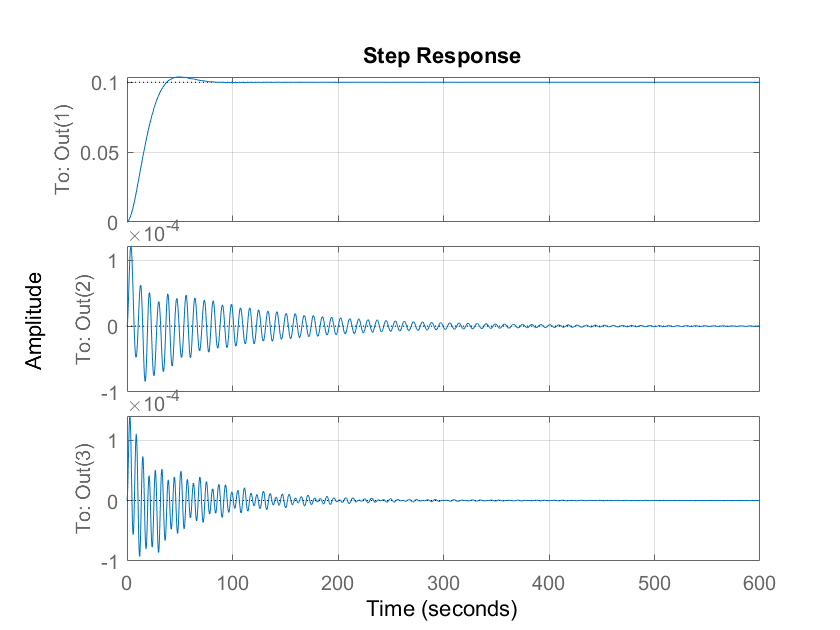 Step Response
To: Out(1)
0.1
0.05
0
×10-4
Amplitude
To: Out(2)
1
0
-1
×10-4
To: Out(3)
1
0
-1
0 100 200 300 400 500 600
Time (seconds)